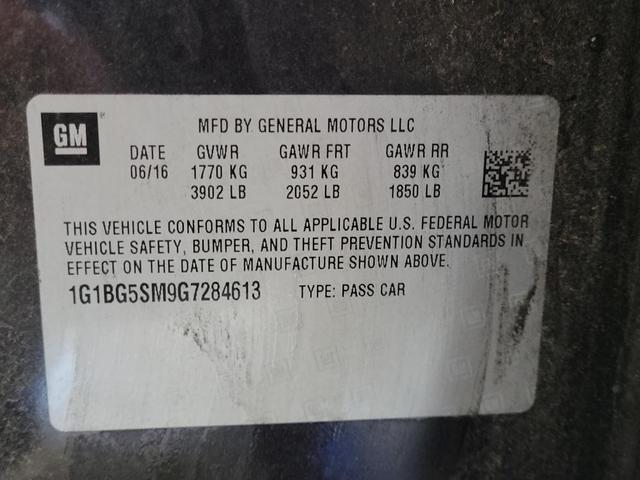 GM
MFD BY GENERAL MOTORS LLC
DATE GVWR GAWR FRT GAWR RR
06/16 1770 KG 931 KG 839 KG
3902 LB 2052 LB 1850 LB
THIS VEHICLE CONFORMS TO ALL APPLICABLE U.S. FEDERAL MOTOR
VEHICLE SAFETY, BUMPER, AND THEFT PREVENTION STANDARDS IN
EFFECT ON THE DATE OF MANUFACTURE SHOWN ABOVE.
1G1BG5SM9G7284613 TYPE: PASS CAR